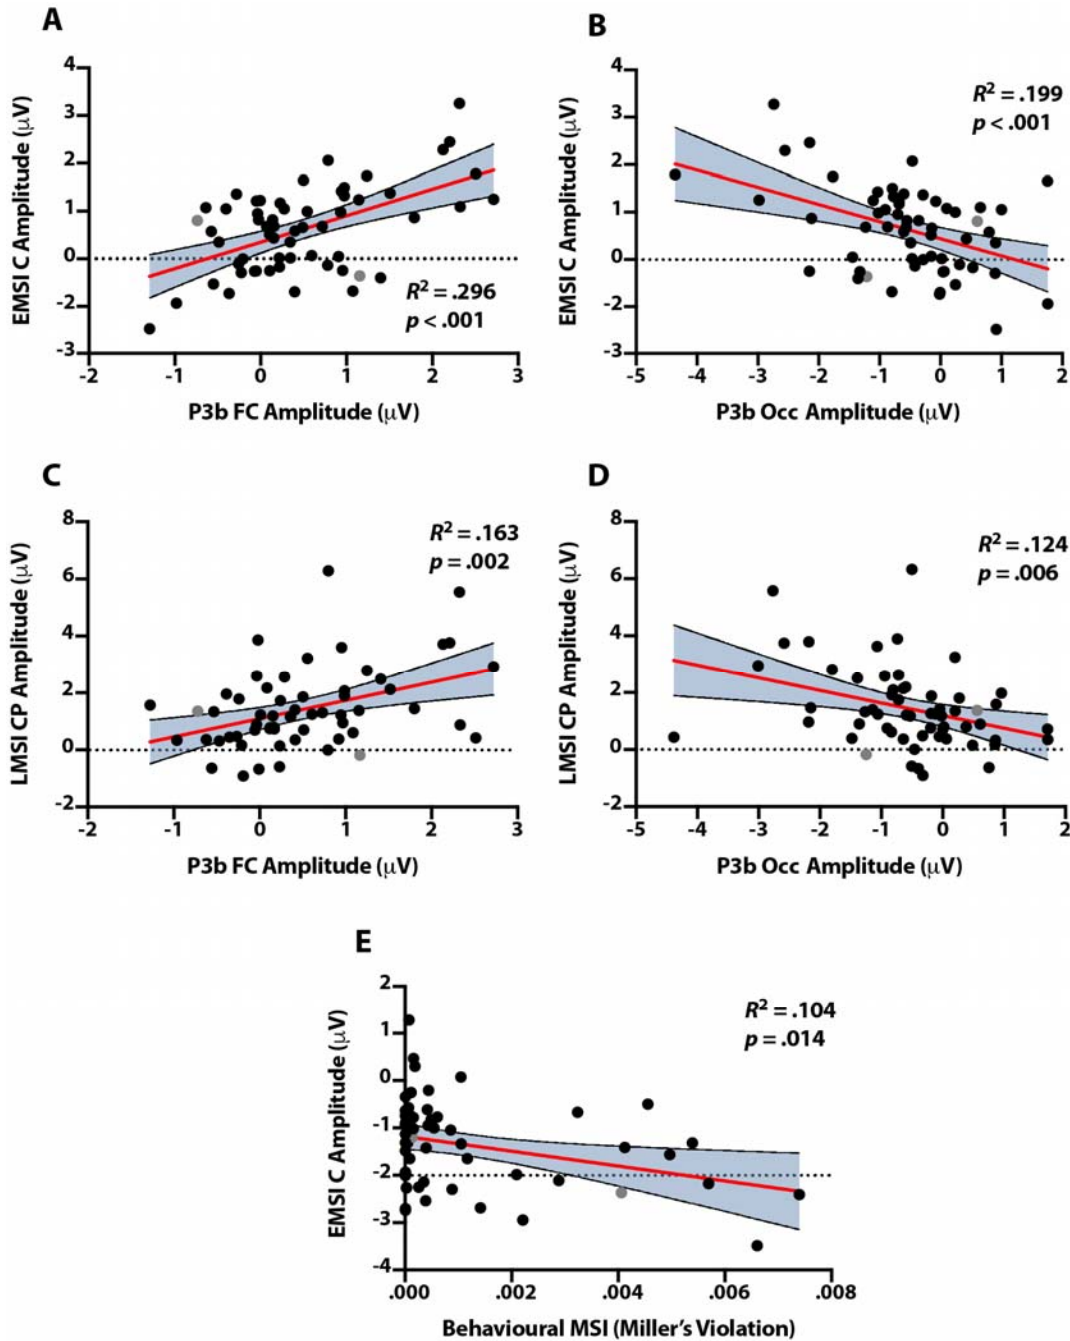 A
EMSI C Amplitude (μV)
4
3
2
1
0
-1
-2
-3
-2
-1
0
1
2
3
P3b FC Amplitude (μV)
R² = .296
p < .001
B
EMSI C Amplitude (μV)
4
3
2
1
0
-1
-2
-3
-5
-4
-3
-2
-1
0
1
2
P3b Occ Amplitude (μV)
R² = .199
p < .001
C
LMSI CP Amplitude (μV)
8
6
4
2
0
-2
-2
-1
0
1
2
3
P3b FC Amplitude (μV)
R² = .163
p = .002
D
LMSI CP Amplitude (μV)
8
6
4
2
0
-2
-5
-4
-3
-2
-1
0
1
2
P3b Occ Amplitude (μV)
R² = .124
p = .006
E
EMSI C Amplitude (μV)
2
1
0
-1
-2
-3
-4
.000
.002
.004
.006
.008
Behavioural MSI (Miller's Violation)
R² = .104
p = .014